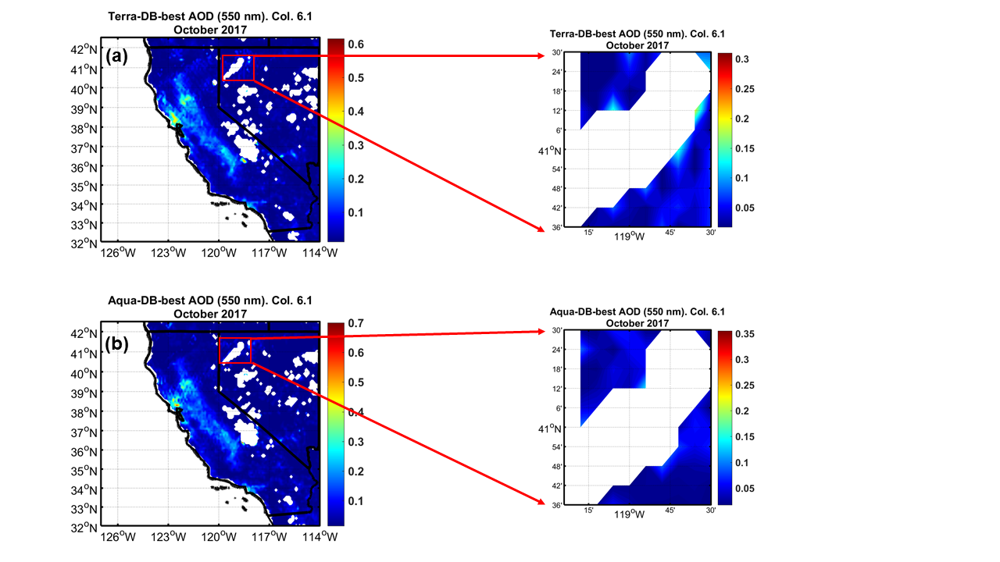 Terra-DB-best AOD (550 nm). Col. 6.1
October 2017
(a)
42°N
41°N
40°N
39°N
38°N
37°N
36°N
35°N
34°N
33°N
32°N
126°W 123°W 120°W 117°W 114°W
0.6
0.5
0.4
0.3
0.2
0.1
Terra-DB-best AOD (550 nm). Col. 6.1
October 2017
30'
24'
18'
12'
6'
41°N
54'
48'
42'
36'
15' 119°W 45' 30'
0.3
0.25
0.2
0.15
0.1
0.05
Aqua-DB-best AOD (550 nm). Col. 6.1
October 2017
(b)
42°N
41°N
40°N
39°N
38°N
37°N
36°N
35°N
34°N
33°N
32°N
126°W 123°W 120°W 117°W 114°W
0.7
0.6
0.5
0.4
0.3
0.2
0.1
Aqua-DB-best AOD (550 nm). Col. 6.1
October 2017
30'
24'
18'
12'
6'
41°N
54'
48'
42'
36'
15' 119°W 45' 30'
0.35
0.3
0.25
0.2
0.15
0.1
0.05